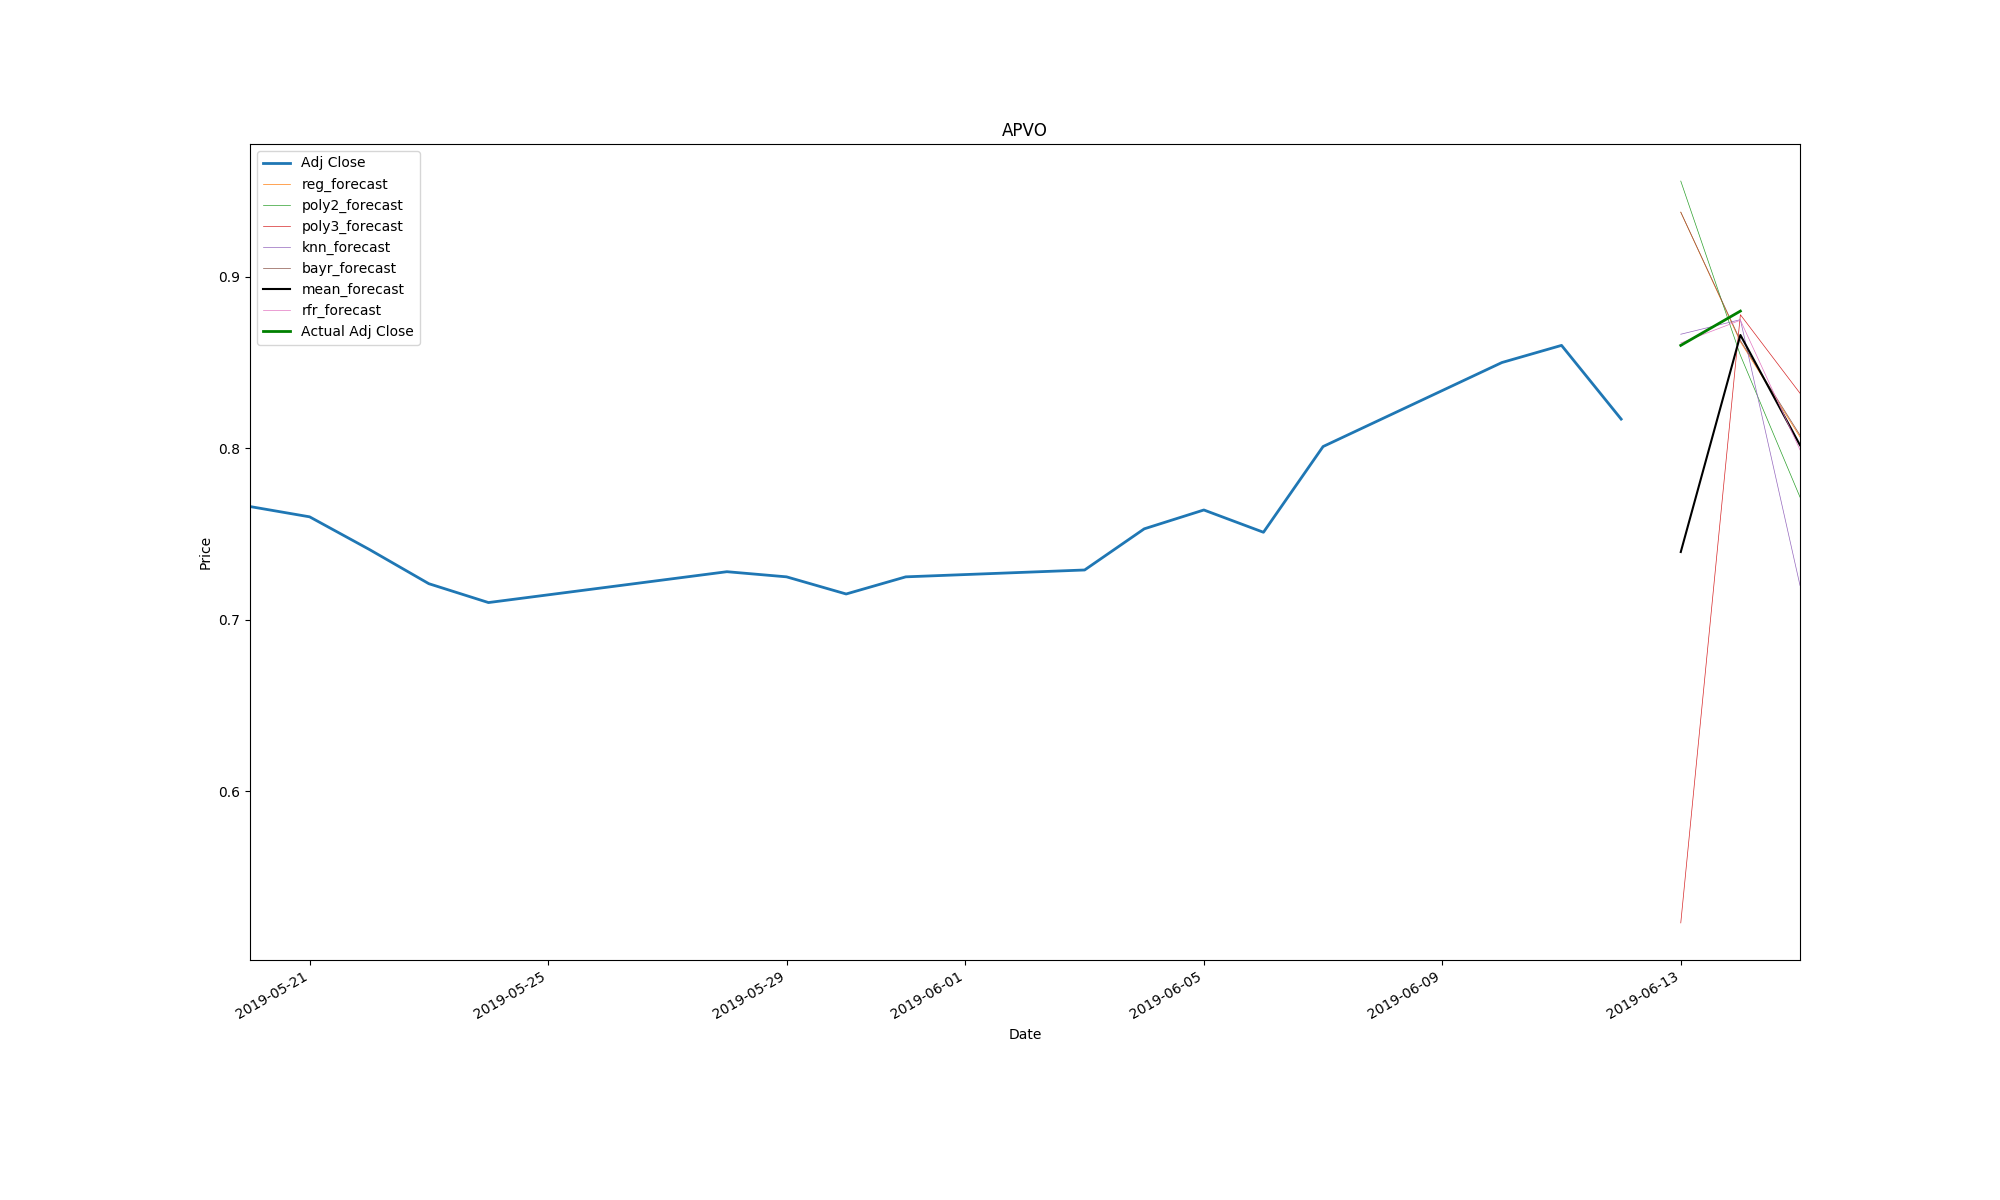 APVO
Adj Close
reg_forecast
poly2_forecast
poly3_forecast
knn_forecast
bayr_forecast
mean_forecast
rfr_forecast
Actual Adj Close
0.9
0.8
0.7
0.6
Price
2019-05-21
2019-05-25
2019-05-29
2019-06-01
2019-06-05
2019-06-09
2019-06-13
Date